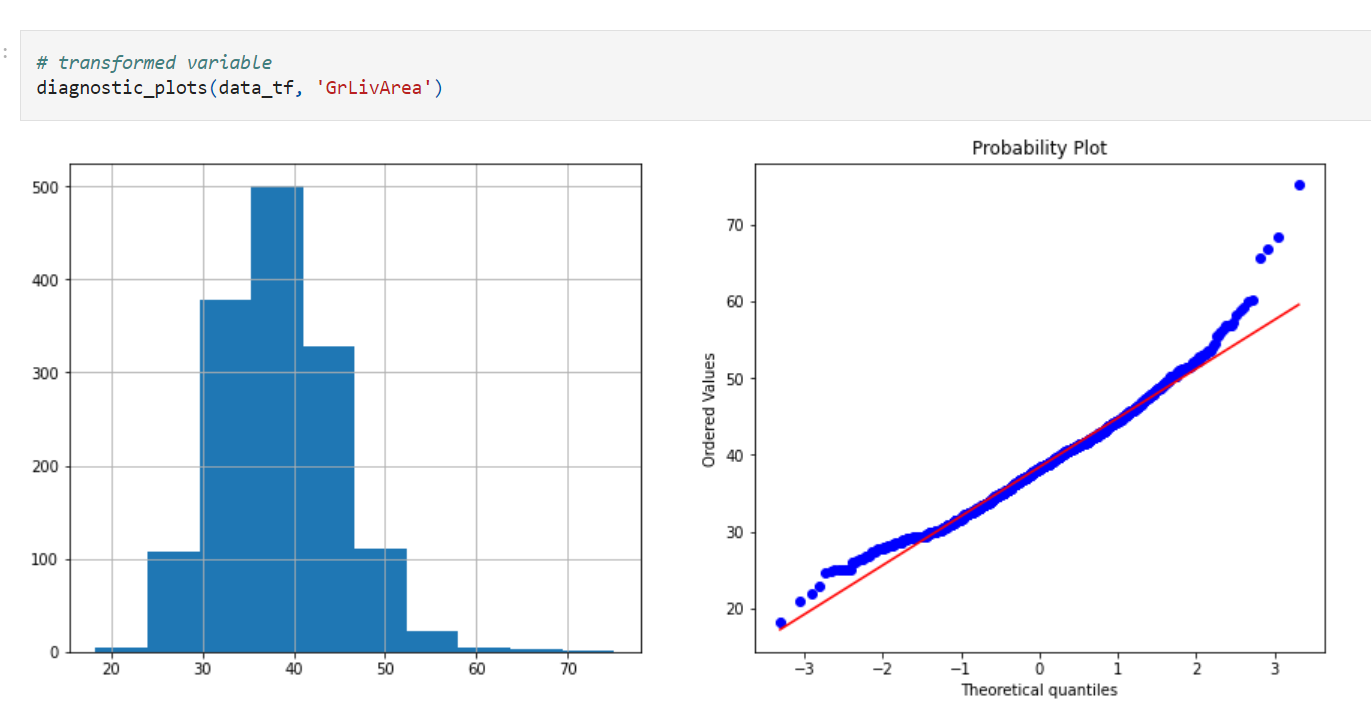 :
# transformed variable
diagnostic_plots(data_tf, 'GrLivArea')
500
400
300
200
100
0
20 30 40 50 60 70
Probability Plot
Ordered Values
70
60
50
40
30
20
−3 −2 −1 0 1 2 3
Theoretical quantiles